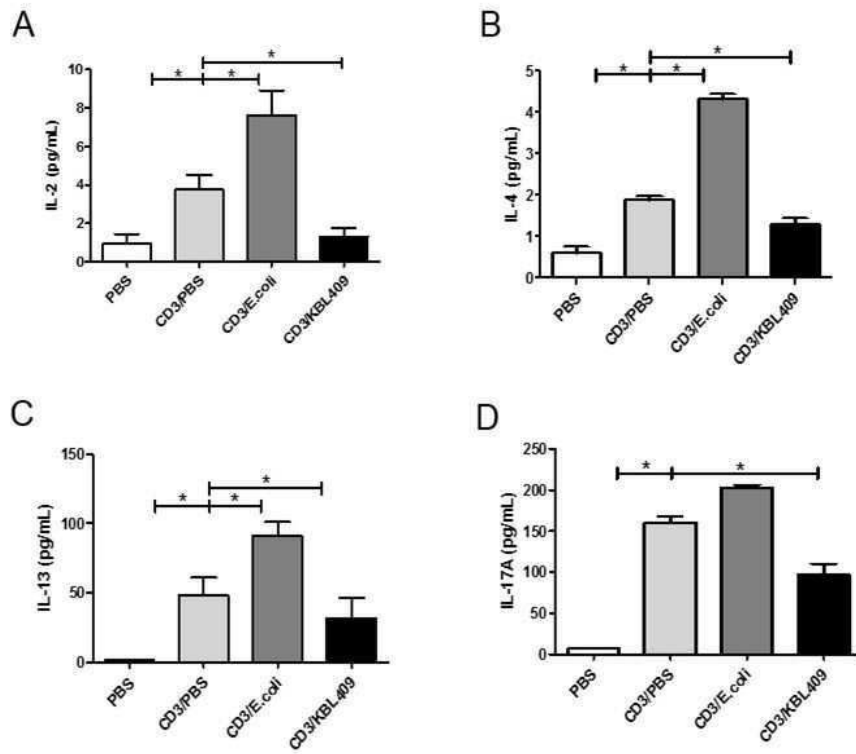 A
IL-2 (pg/mL)
10
8
6
4
2
0
*
*
*
PBS
CD3/PBS
CD3/E.coli
CD3/KBL409
B
IL-4 (pg/mL)
5
4
3
2
1
0
*
*
*
PBS
CD3/PBS
CD3/E.coli
CD3/KBL409
C
IL-13 (pg/mL)
150
100
50
0
*
*
*
PBS
CD3/PBS
CD3/E.coli
CD3/KBL409
D
IL-17A (pg/mL)
250
200
150
100
50
0
*
*
PBS
CD3/PBS
CD3/E.coli
CD3/KBL409